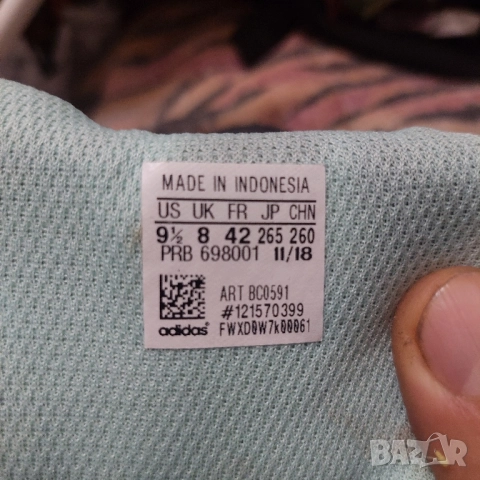 MADE IN INDONESIA
US UK FR JP CHN
9½ 8 42 265 260
PRB 698001 11/18
ART BC0591
#121570399
adidas FWXD0W7k00061
BAZAR